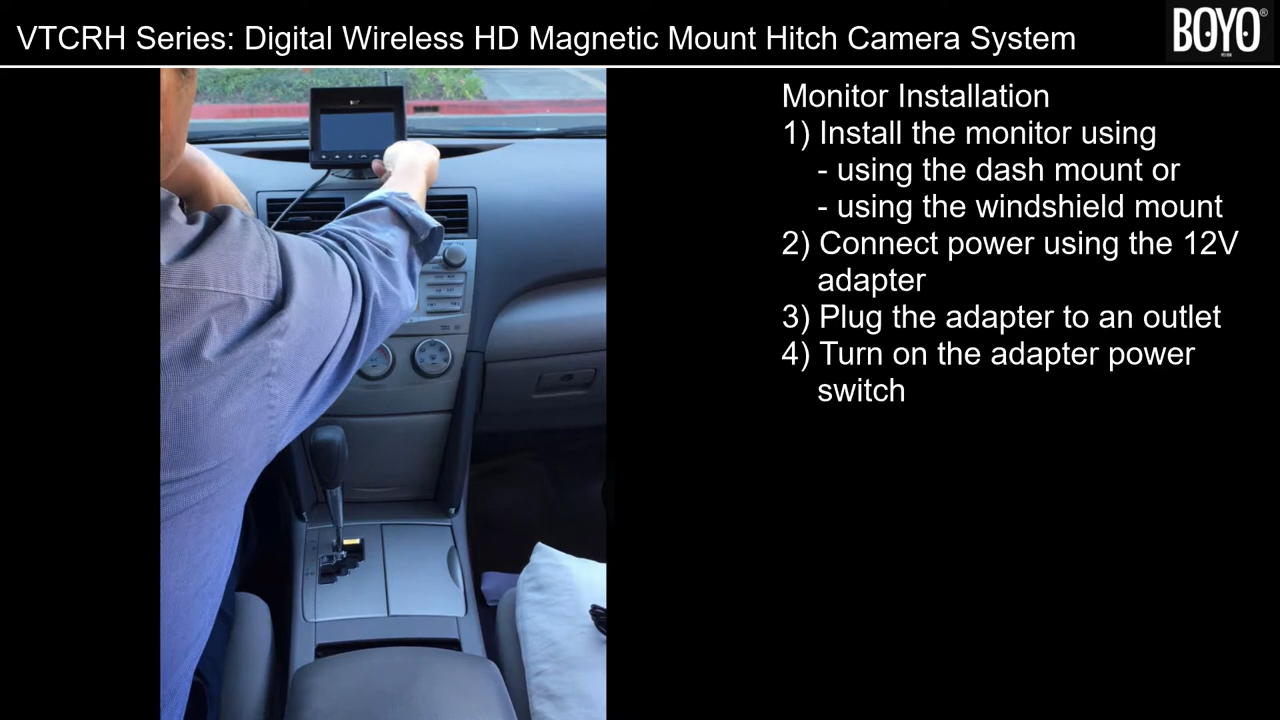 VTCRH Series: Digital Wireless HD Magnetic Mount Hitch Camera System
BOYO
Monitor Installation
1) Install the monitor using
- using the dash mount or
- using the windshield mount
2) Connect power using the 12V
adapter
3) Plug the adapter to an outlet
4) Turn on the adapter power
switch